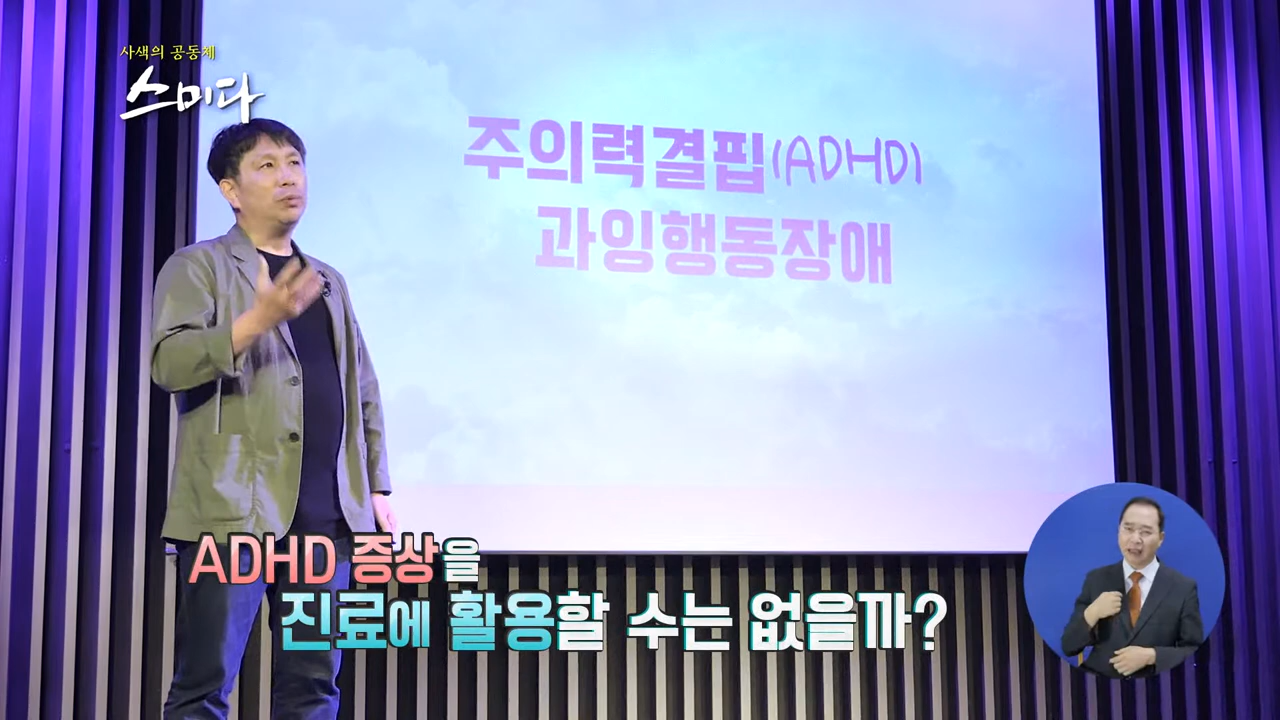 사색의 공동체
스미다
주의력결핍(ADHD)
과잉행동장애
ADHD 증상을
진료에 활용할 수는 없을까?